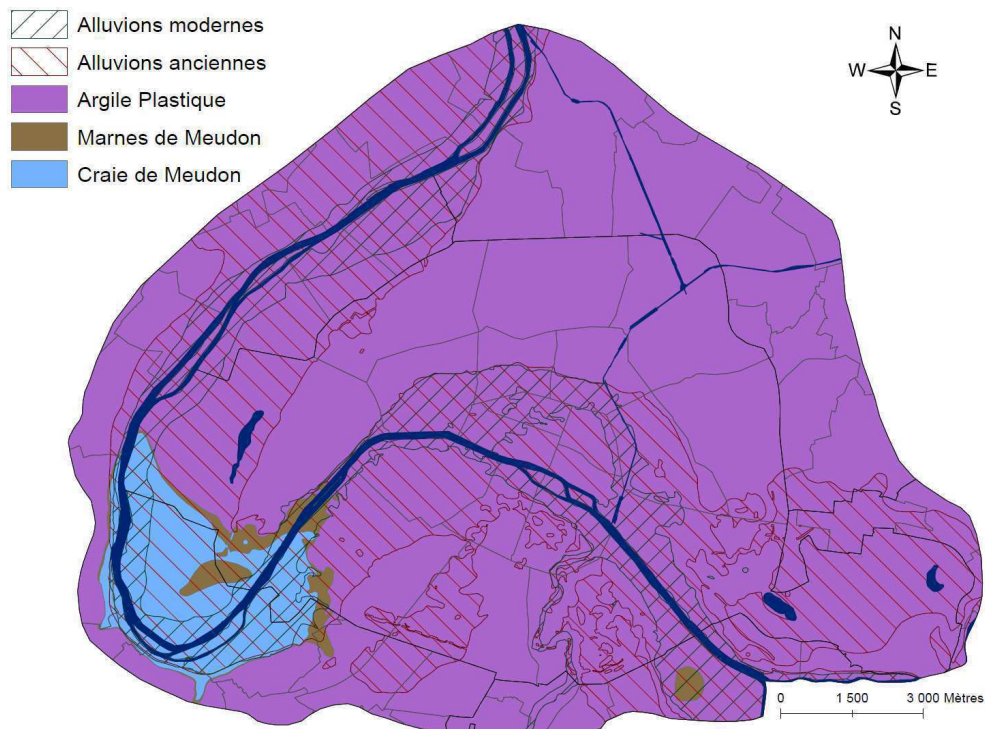 Alluvions modernes
Alluvions anciennes
Argile Plastique
Marnes de Meudon
Craie de Meudon
N
W E
S
0 1 500 3 000 Mètres